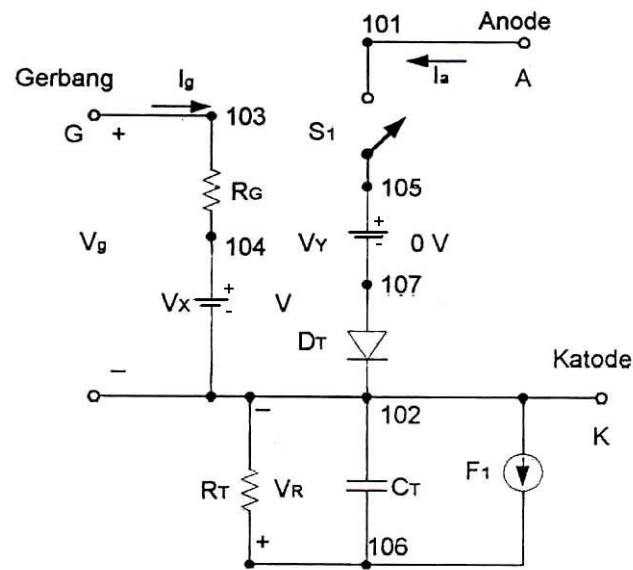 101
Anode
Ia
A
Gerbang
Ig
G
+
103
S1
RG
105
Vg
104
VY
+
-
0 V
VX
+
-
V
107
DT
Katode
–
–
102
K
RT
VR
CT
F1
+
106